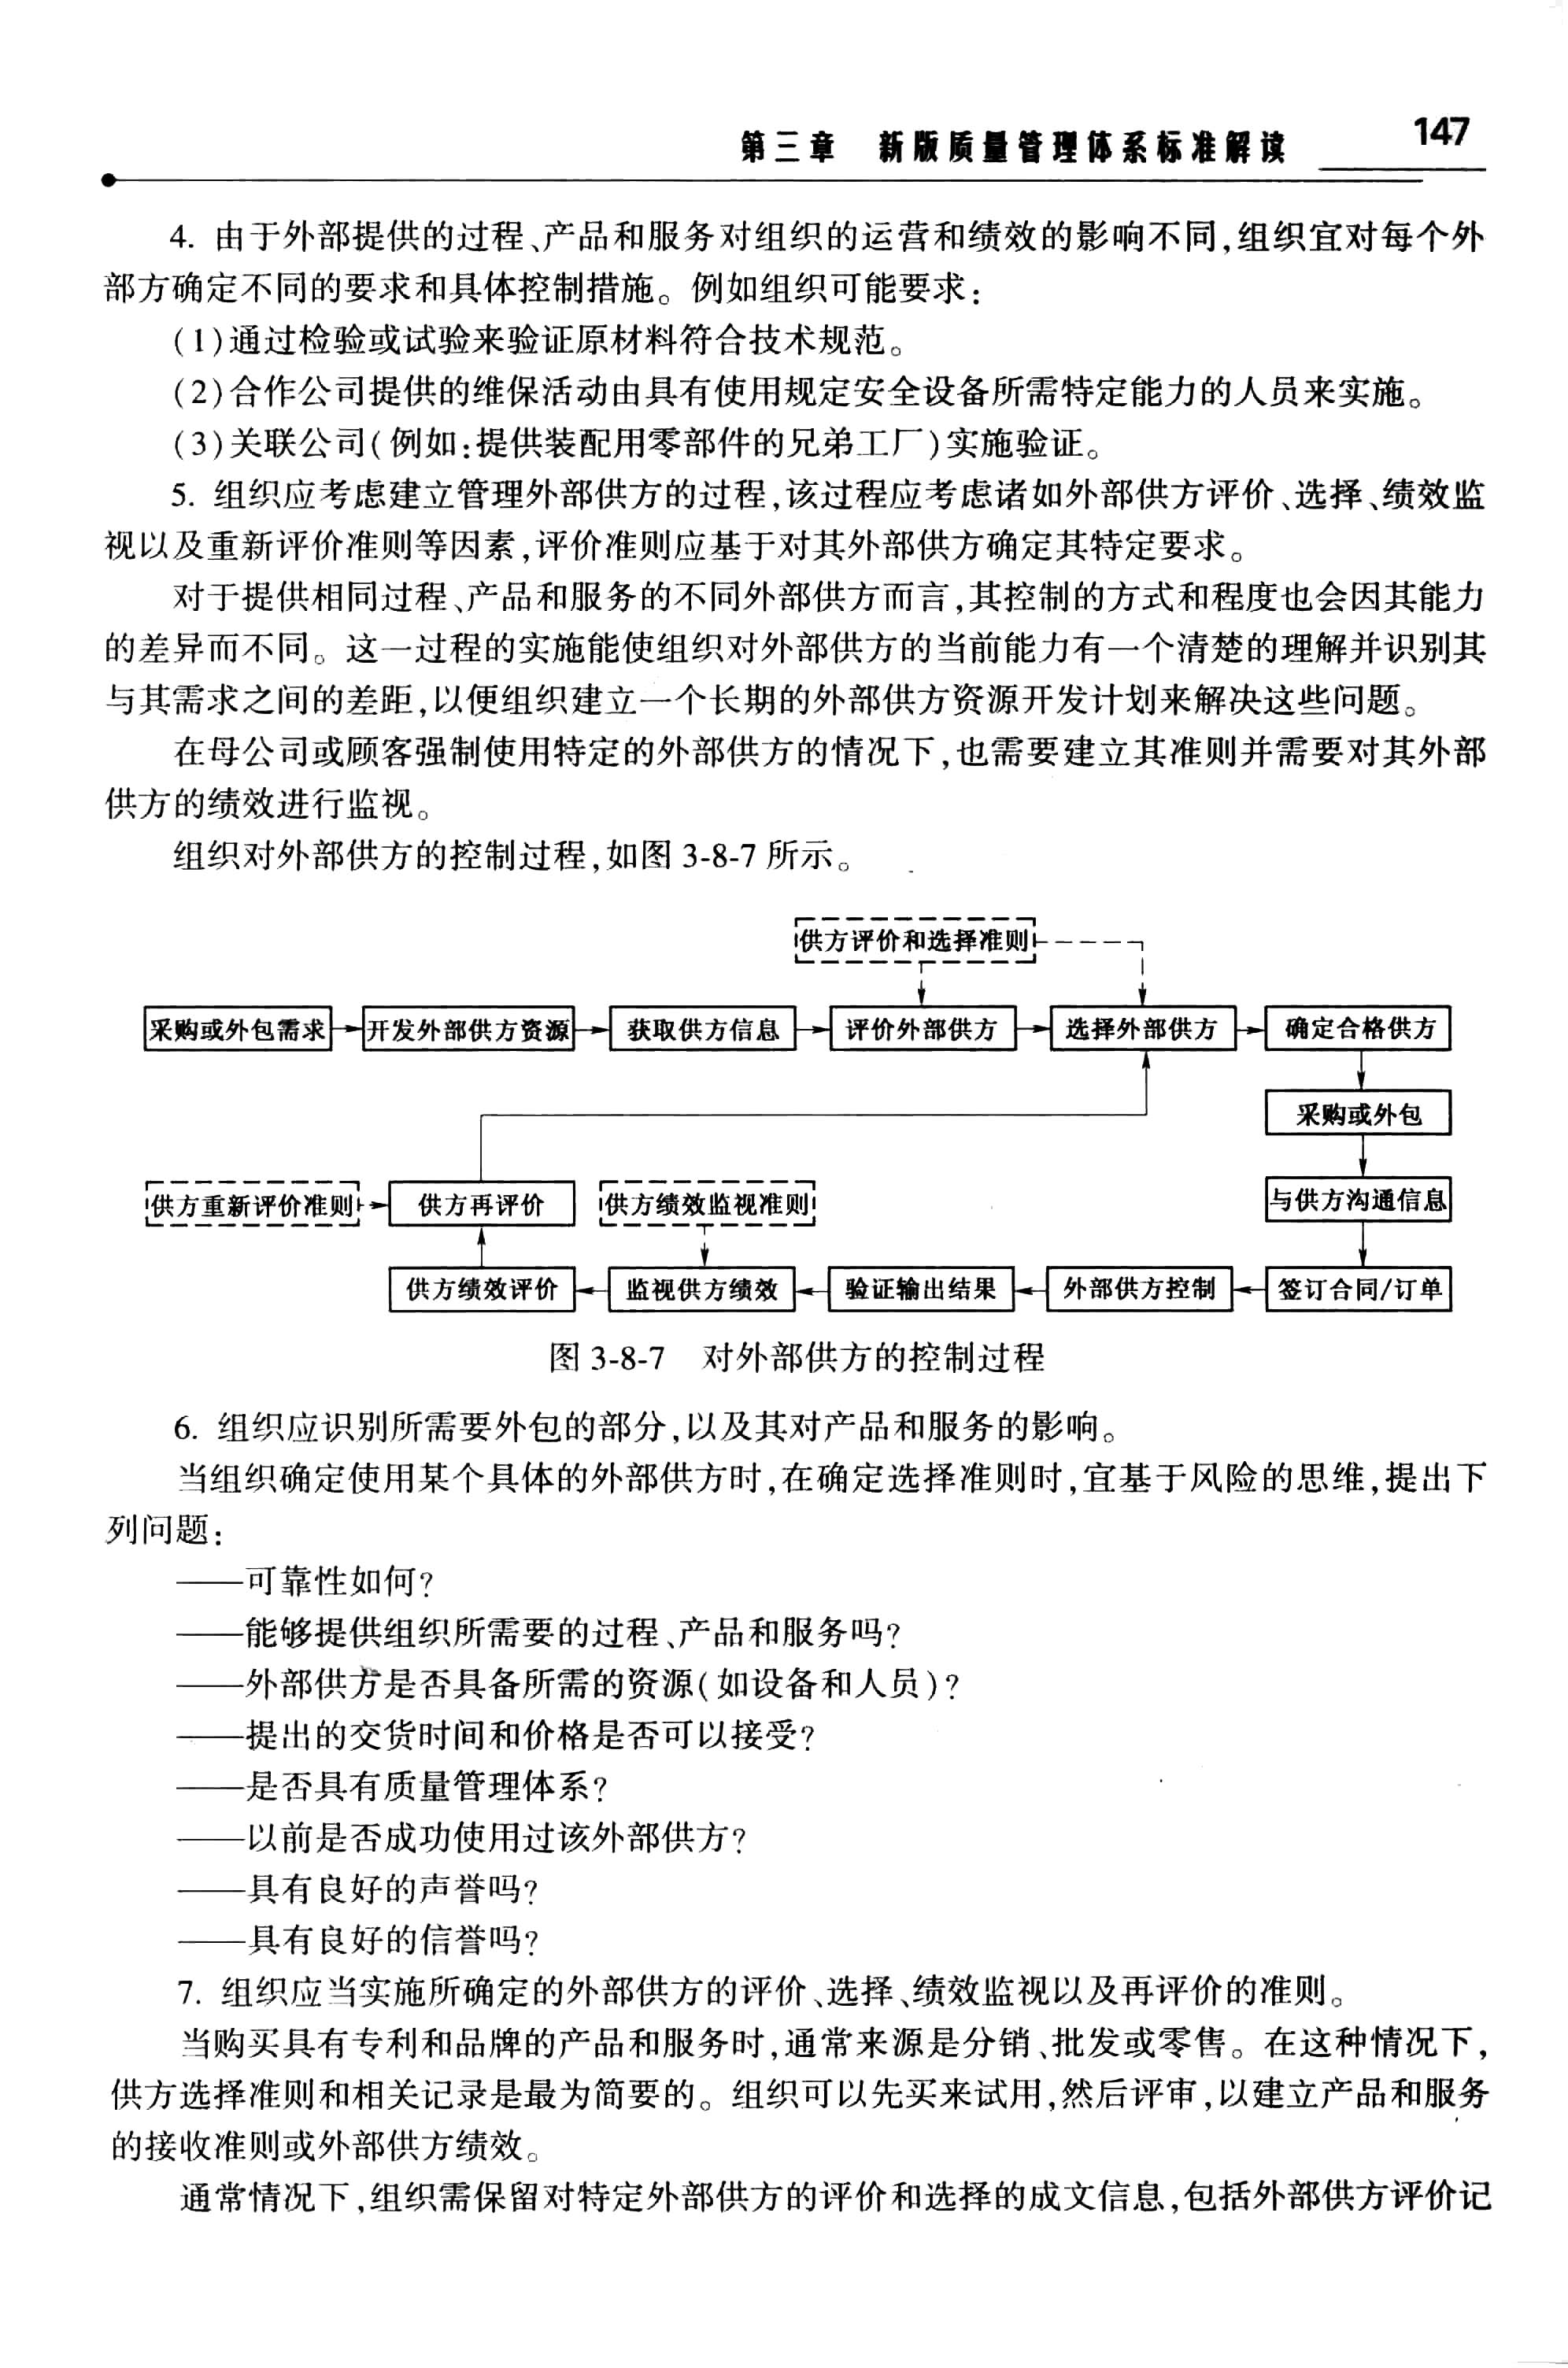 第三章 新版质量管理体系标准解读 147
4. 由于外部提供的过程、产品和服务对组织的运营和绩效的影响不同,组织宜对每个外
部方确定不同的要求和具体控制措施。例如组织可能要求:
(1)通过检验或试验来验证原材料符合技术规范。
(2)合作公司提供的维保活动由具有使用规定安全设备所需特定能力的人员来实施。
(3)关联公司(例如:提供装配用零部件的兄弟工厂)实施验证。
5. 组织应考虑建立管理外部供方的过程,该过程应考虑诸如外部供方评价、选择、绩效监
视以及重新评价准则等因素,评价准则应基于对其外部供方确定其特定要求。
对于提供相同过程、产品和服务的不同外部供方而言,其控制的方式和程度也会因其能力
的差异而不同。这一过程的实施能使组织对外部供方的当前能力有一个清楚的理解并识别其
与其需求之间的差距,以便组织建立一个长期的外部供方资源开发计划来解决这些问题。
在母公司或顾客强制使用特定的外部供方的情况下,也需要建立其准则并需要对其外部
供方的绩效进行监视。
组织对外部供方的控制过程,如图 3-8-7 所示。
供方评价和选择准则
采购或外包需求 开发外部供方资源 获取供方信息 评价外部供方 选择外部供方 确定合格供方
采购或外包
供方重新评价准则 供方再评价 供方绩效监视准则 与供方沟通信息
供方绩效评价 监视供方绩效 验证输出结果 外部供方控制 签订合同/订单
图 3-8-7 对外部供方的控制过程
6. 组织应识别所需要外包的部分,以及其对产品和服务的影响。
当组织确定使用某个具体的外部供方时,在确定选择准则时,宜基于风险的思维,提出下
列问题:
——可靠性如何?
——能够提供组织所需要的过程、产品和服务吗?
——外部供方是否具备所需的资源(如设备和人员)?
——提出的交货时间和价格是否可以接受?
——是否具有质量管理体系?
——以前是否成功使用过该外部供方?
——具有良好的声誉吗?
——具有良好的信誉吗?
7. 组织应当实施所确定的外部供方的评价、选择、绩效监视以及再评价的准则。
当购买具有专利和品牌的产品和服务时,通常来源是分销、批发或零售。在这种情况下,
供方选择准则和相关记录是最为简要的。组织可以先买来试用,然后评审,以建立产品和服务
的接收准则或外部供方绩效。
通常情况下,组织需保留对特定外部供方的评价和选择的成文信息,包括外部供方评价记